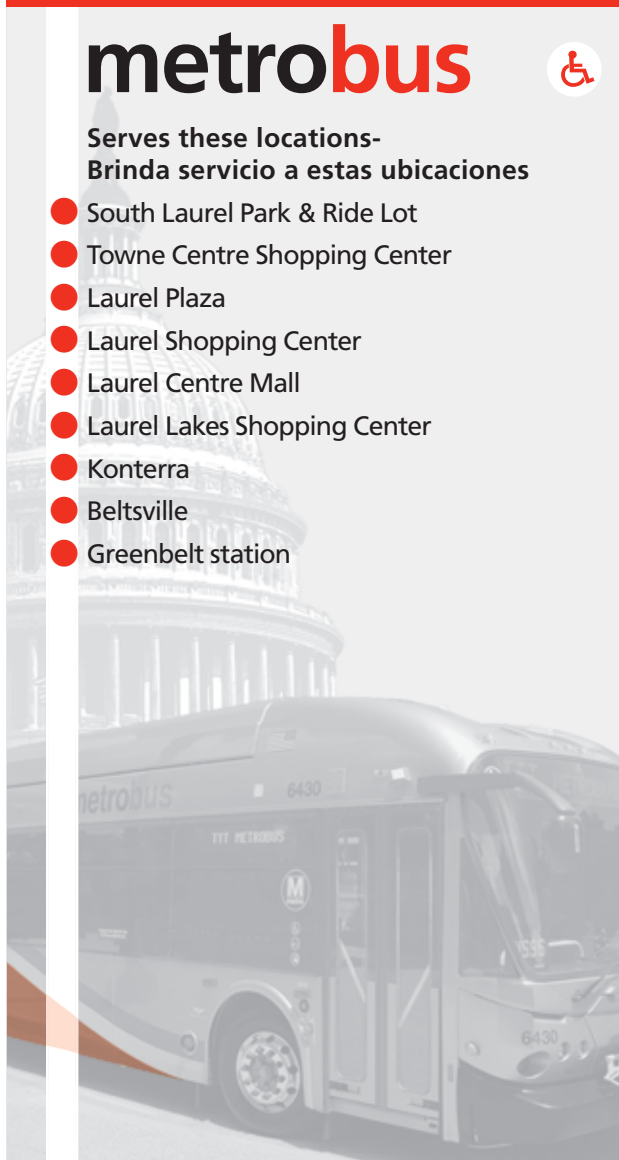 metrobus
Serves these locations-
Brinda servicio a estas ubicaciones
South Laurel Park & Ride Lot
Towne Centre Shopping Center
Laurel Plaza
Laurel Shopping Center
Laurel Centre Mall
Laurel Lakes Shopping Center
Konterra
Beltsville
Greenbelt station
metrobus
6430
TYT METROBUS
M
6430